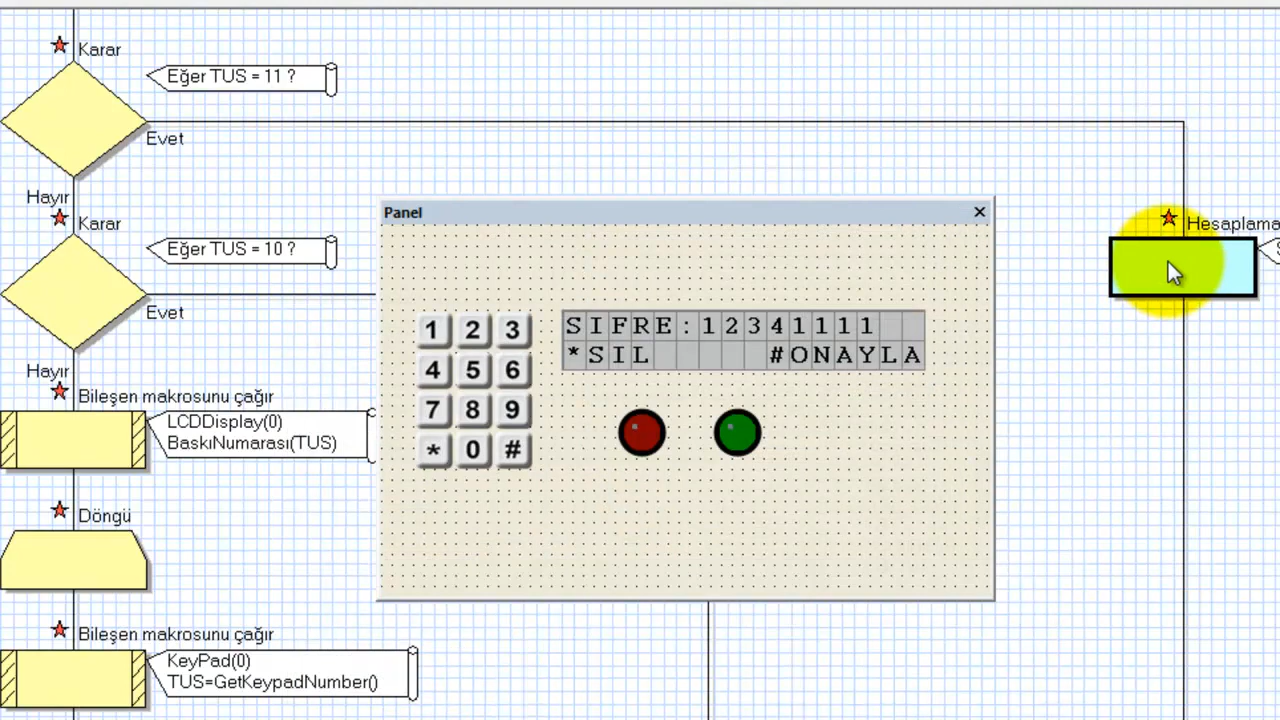 Karar
Eğer TUS = 11 ?
Evet
Hayır
Karar
Eğer TUS = 10 ?
Evet
Hayır
Bileşen makrosunu çağır
LCDDisplay(0)
BaskıNumarası(TUS)
Döngü
Bileşen makrosunu çağır
KeyPad(0)
TUS=GetKeypadNumber()
Panel
1 2 3
4 5 6
7 8 9
* 0 #
SIFRE:12341111
*SIL #ONAYLA
Hesaplama